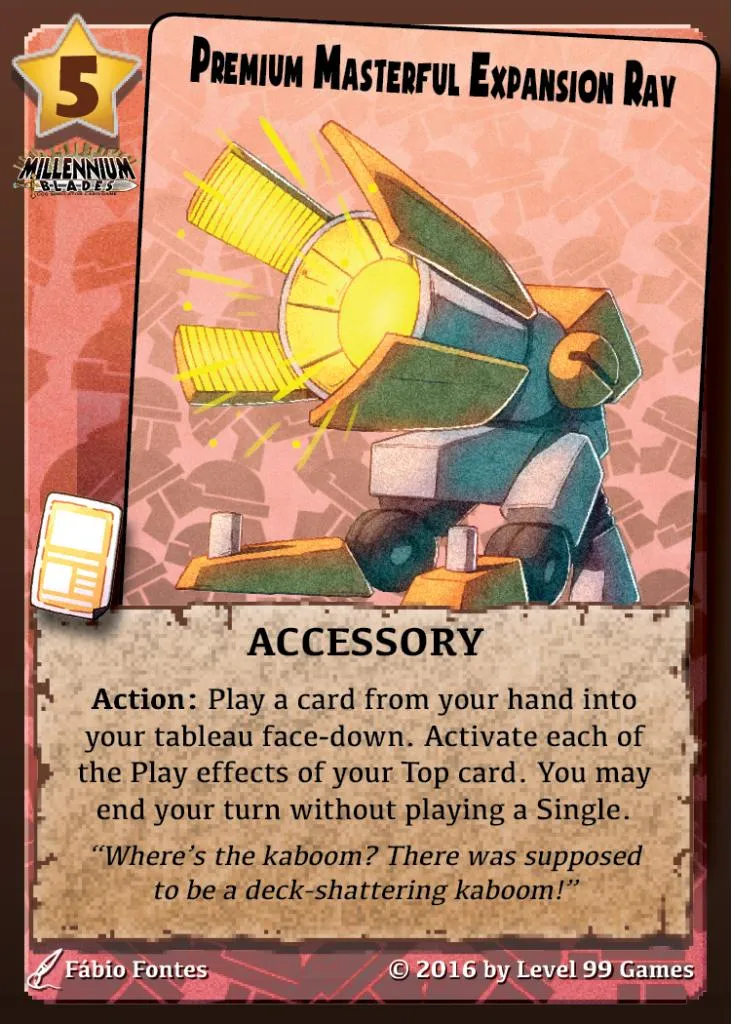 5
PREMIUM MASTERFUL EXPANSION RAY
MILLENNIUM
BLADES
ACCESSORY
Action: Play a card from your hand into
your tableau face-down. Activate each of
the Play effects of your Top card. You may
end your turn without playing a Single.
“Where’s the kaboom? There was supposed
to be a deck-shattering kaboom!”
Fábio Fontes
© 2016 by Level 99 Games